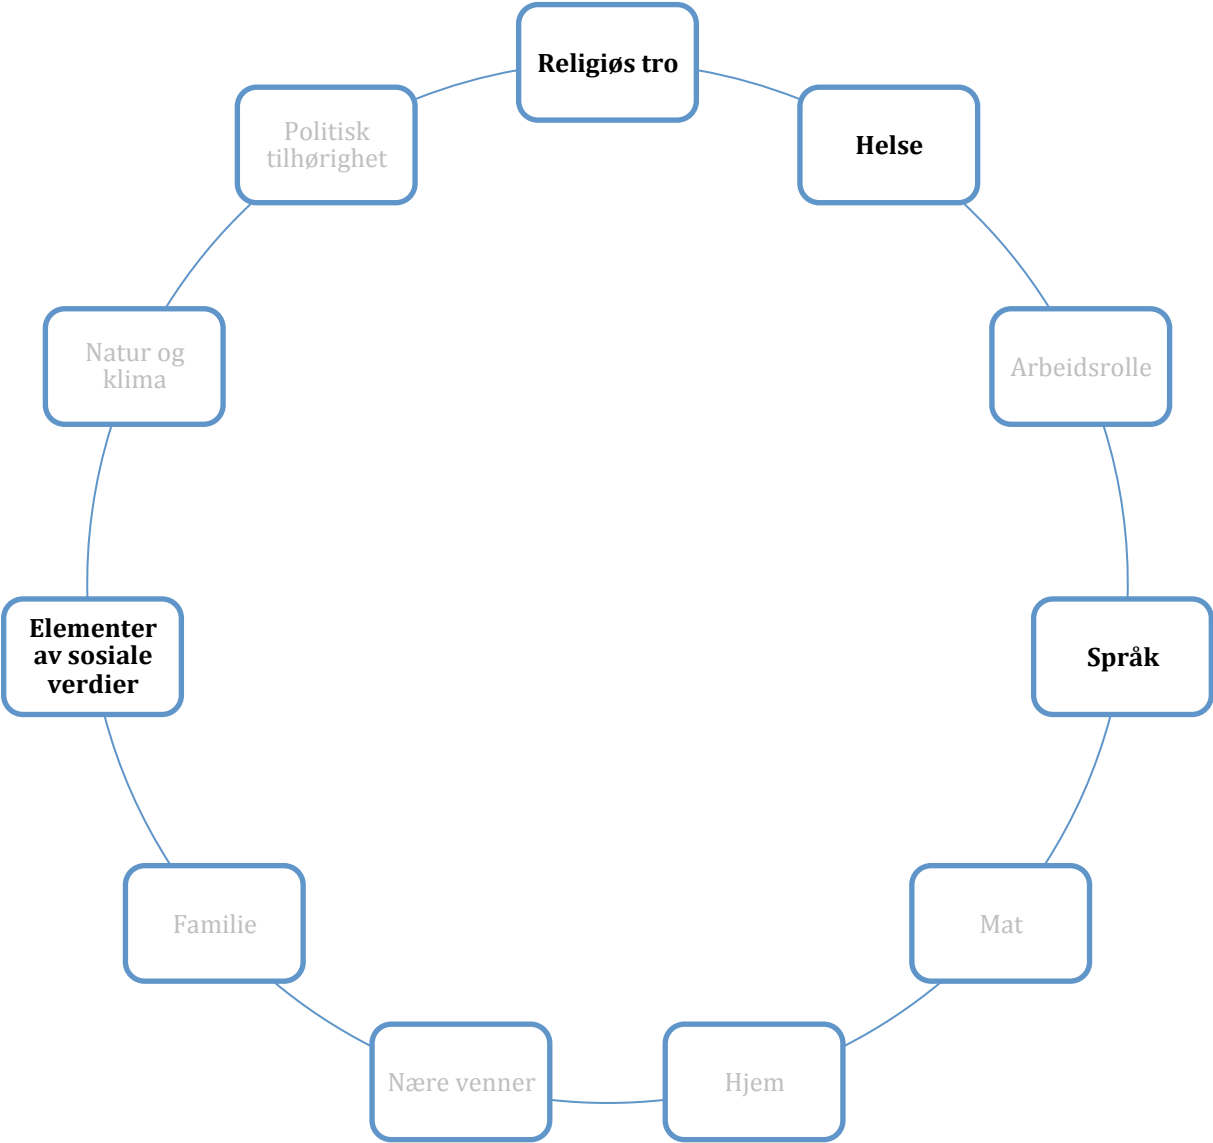 Religiøs tro
Helse
Arbeidsrolle
Språk
Mat
Hjem
Nære venner
Familie
Elementer
av sosiale
verdier
Natur og
klima
Politisk
tilhørighet